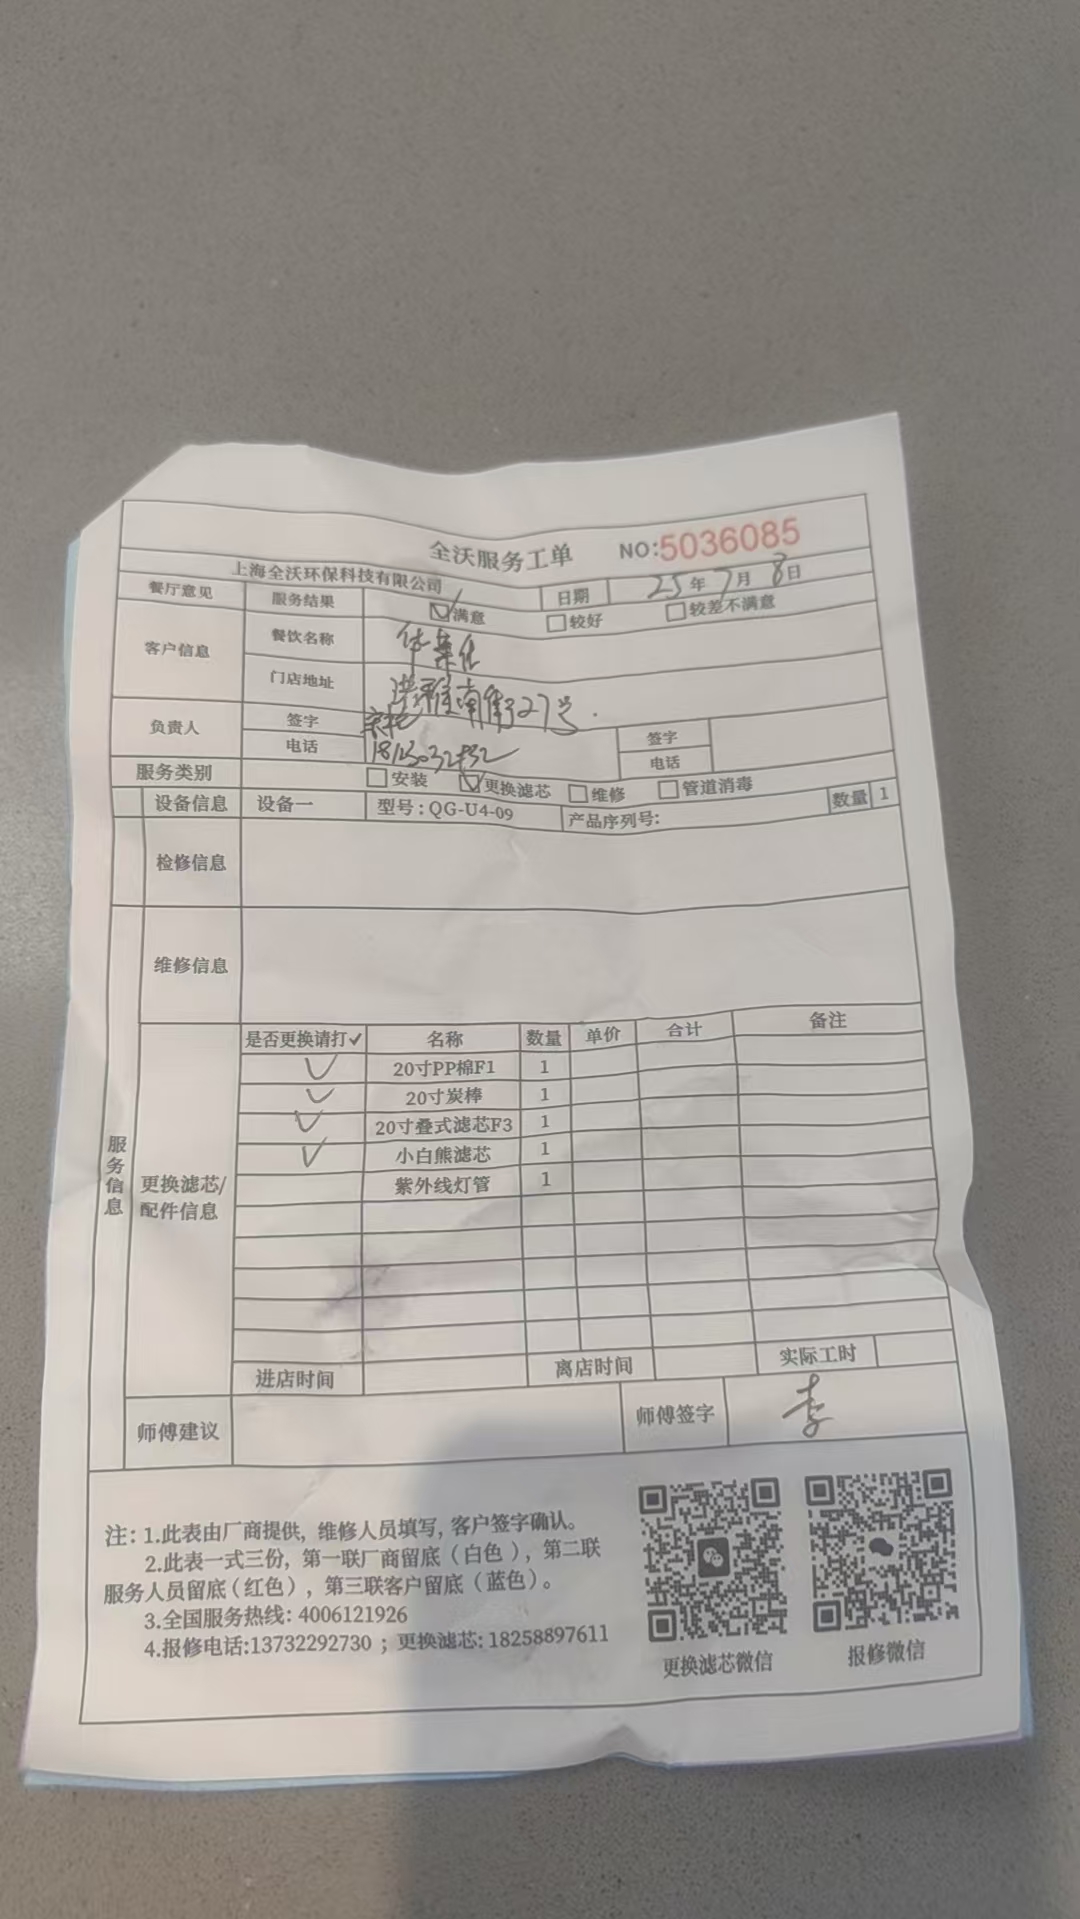 全沃服务工单 NO:5036085
上海全沃环保科技有限公司 日期 25年7月8日
餐厅意见 服务结果 ☑满意 □较好 □较差不满意
客户信息 餐饮名称 华莱仕
门店地址 洪雅南街27号
负责人 签字 签字
电话 电话
服务类别 □安装 ☑更换滤芯 □维修 □管道消毒
设备信息 设备一 型号:QG-U4-09 产品序列号: 数量 1
检修信息
维修信息
服务信息
更换滤芯/配件信息
是否更换请打✓ 名称 数量 单价 合计 备注
✓ 20寸PP棉F1 1
✓ 20寸炭棒 1
✓ 20寸叠式滤芯F3 1
✓ 小白熊滤芯 1
紫外线灯管 1
进店时间 离店时间 实际工时
师傅建议 师傅签字 李
注: 1.此表由厂商提供, 维修人员填写, 客户签字确认。
2.此表一式三份, 第一联厂商留底(白色), 第二联
服务人员留底(红色), 第三联客户留底(蓝色)。
3.全国服务热线: 4006121926
4.报修电话:13732292730 ; 更换滤芯: 18258897611
更换滤芯微信 报修微信